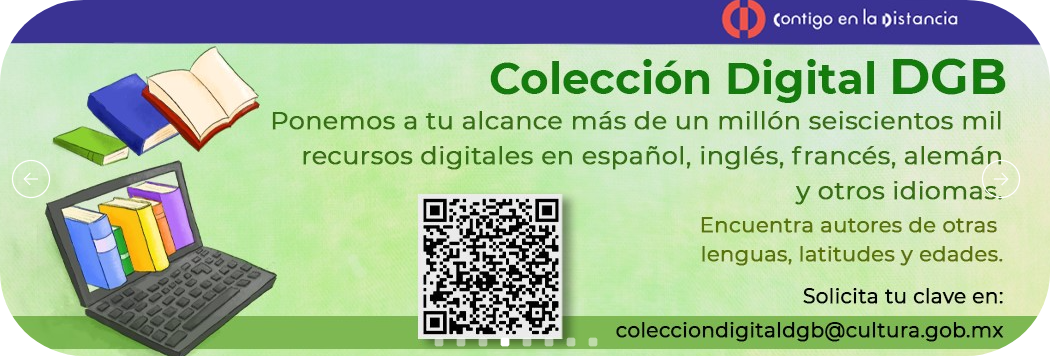 Contigo en la Distancia
Colección Digital DGB
Ponemos a tu alcance más de un millón seiscientos mil
recursos digitales en español, inglés, francés, alemán
y otros idiomas.
Encuentra autores de otras
lenguas, latitudes y edades.
Solicita tu clave en:
colecciondigitaldgb@cultura.gob.mx